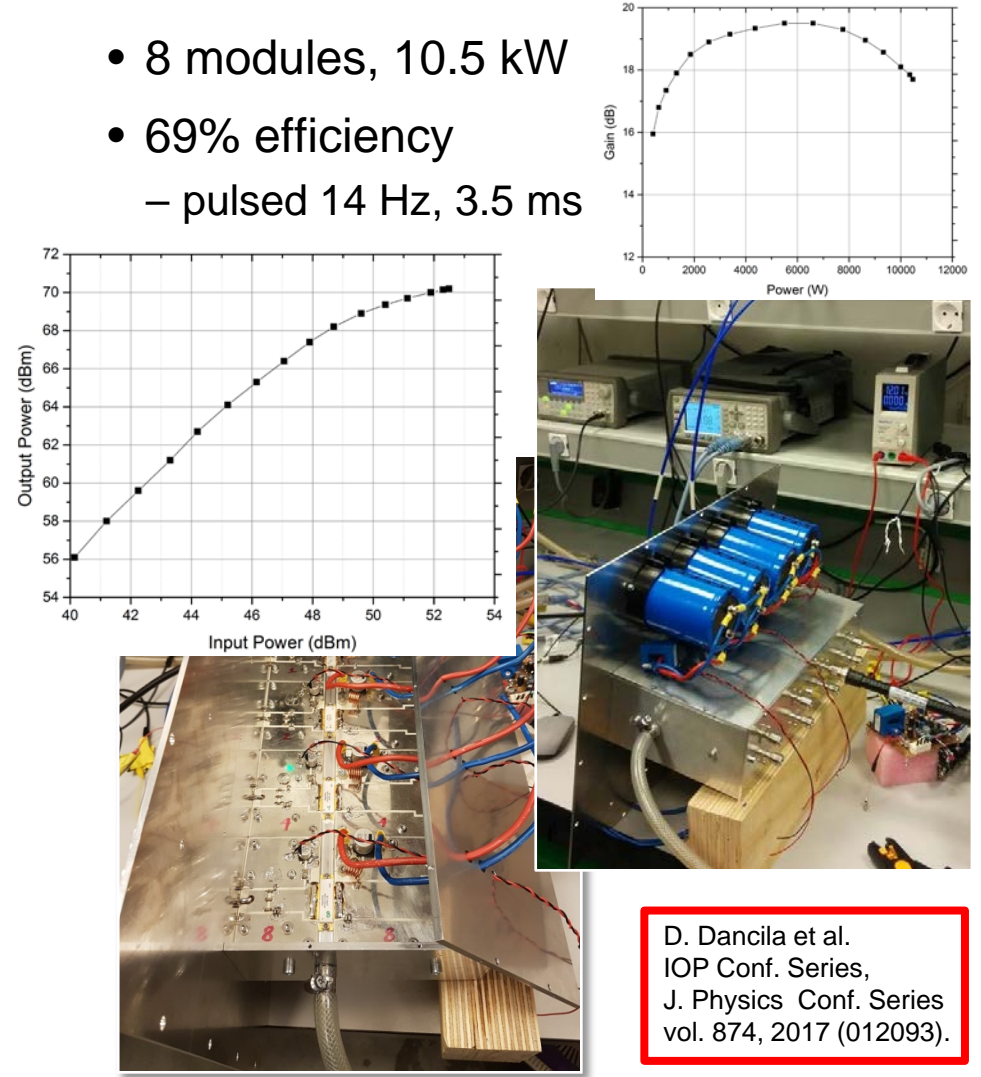 • 8 modules, 10.5 kW
• 69% efficiency
– pulsed 14 Hz, 3.5 ms
20
18
16
14
12
Gain (dB)
0 2000 4000 6000 8000 10000 12000
Power (W)
72
70
68
66
64
62
60
58
56
54
Output Power (dBm)
40 42 44 46 48 50 52 54
Input Power (dBm)
8 8 8
D. Dancila et al.
IOP Conf. Series,
J. Physics Conf. Series
vol. 874, 2017 (012093).